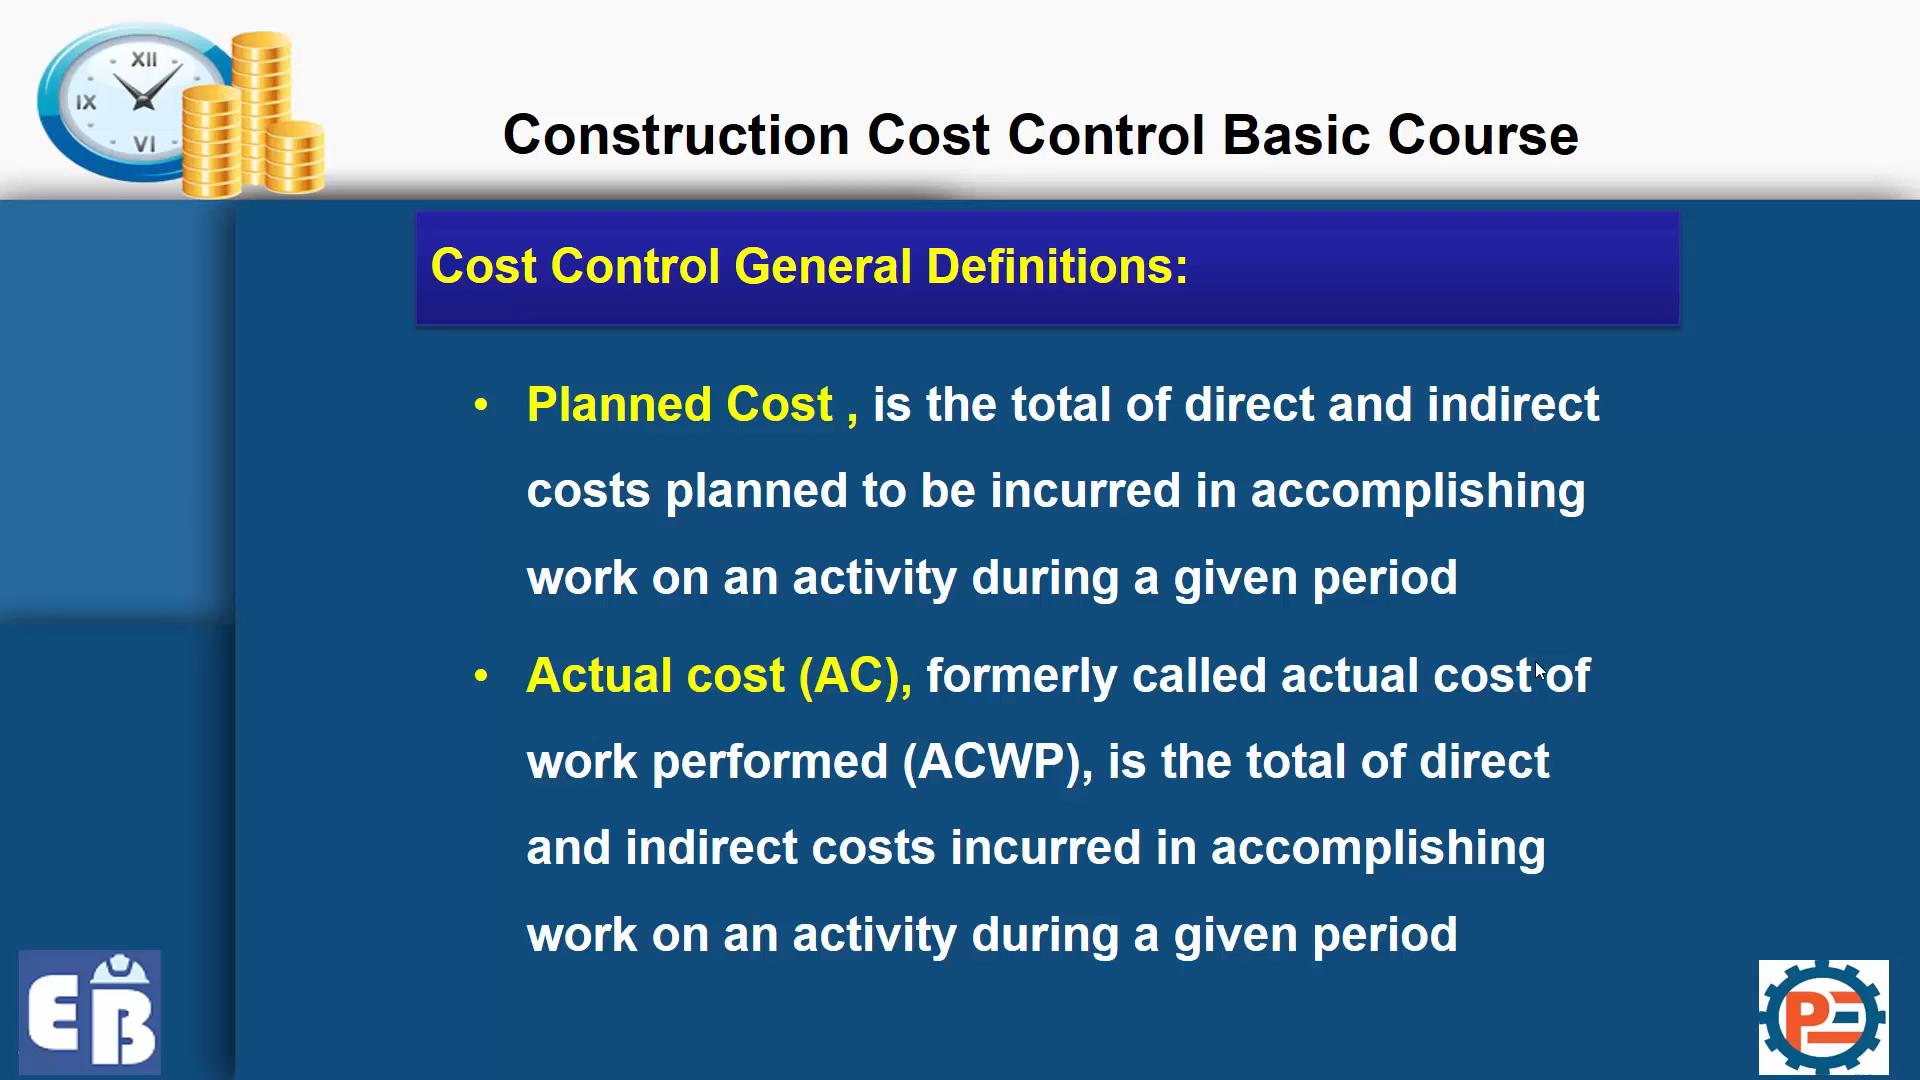 XII
IX
VI
Construction Cost Control Basic Course
Cost Control General Definitions:
• Planned Cost , is the total of direct and indirect
costs planned to be incurred in accomplishing
work on an activity during a given period
• Actual cost (AC), formerly called actual cost of
work performed (ACWP), is the total of direct
and indirect costs incurred in accomplishing
work on an activity during a given period
EB
PE